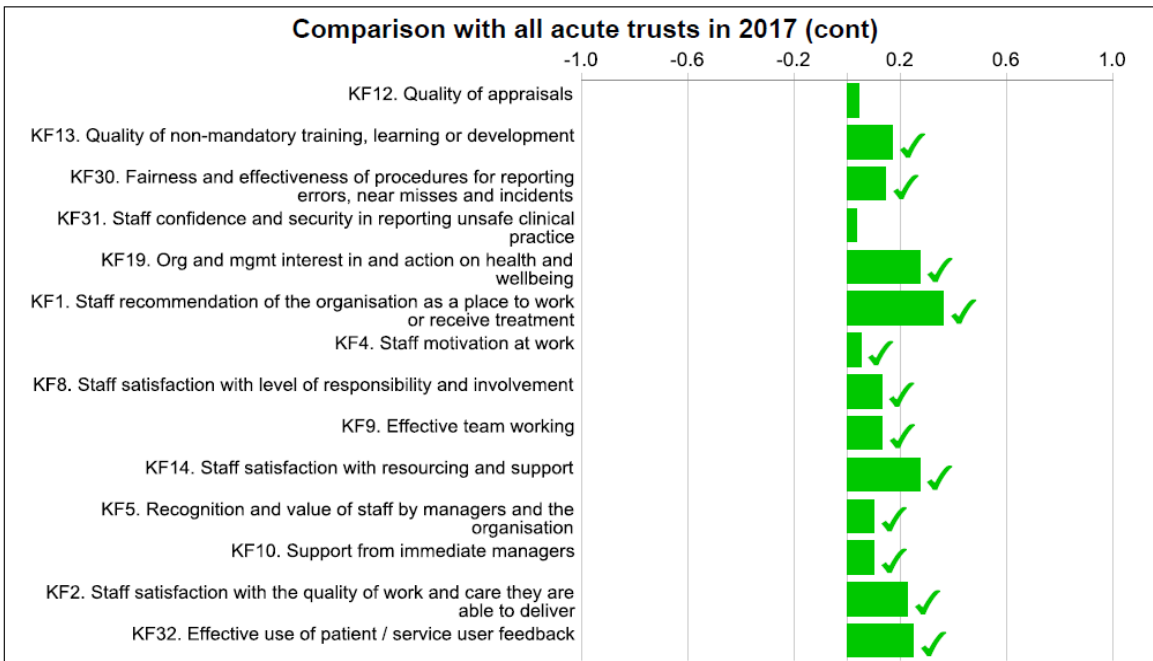 Comparison with all acute trusts in 2017 (cont)
-1.0 -0.6 -0.2 0.2 0.6 1.0
KF12. Quality of appraisals
KF13. Quality of non-mandatory training, learning or development
KF30. Fairness and effectiveness of procedures for reporting
errors, near misses and incidents
KF31. Staff confidence and security in reporting unsafe clinical
practice
KF19. Org and mgmt interest in and action on health and
wellbeing
KF1. Staff recommendation of the organisation as a place to work
or receive treatment
KF4. Staff motivation at work
KF8. Staff satisfaction with level of responsibility and involvement
KF9. Effective team working
KF14. Staff satisfaction with resourcing and support
KF5. Recognition and value of staff by managers and the
organisation
KF10. Support from immediate managers
KF2. Staff satisfaction with the quality of work and care they are
able to deliver
KF32. Effective use of patient / service user feedback